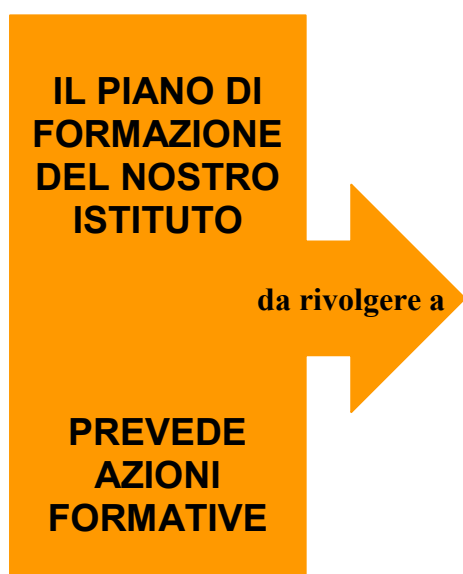 IL PIANO DI
FORMAZIONE
DEL NOSTRO
ISTITUTO
da rivolgere a
PREVEDE
AZIONI
FORMATIVE